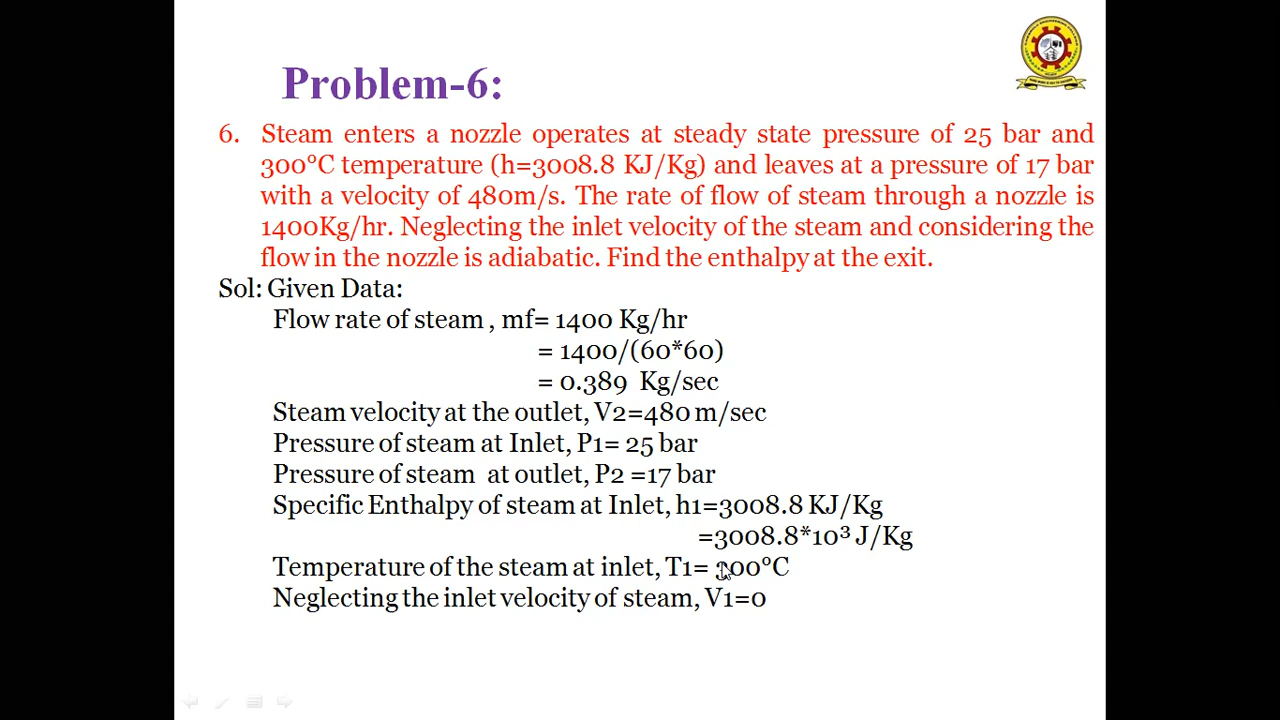 Problem-6:
6. Steam enters a nozzle operates at steady state pressure of 25 bar and
300°C temperature (h=3008.8 KJ/Kg) and leaves at a pressure of 17 bar
with a velocity of 480m/s. The rate of flow of steam through a nozzle is
1400Kg/hr. Neglecting the inlet velocity of the steam and considering the
flow in the nozzle is adiabatic. Find the enthalpy at the exit.
Sol: Given Data:
Flow rate of steam , mf= 1400 Kg/hr
= 1400/(60*60)
= 0.389 Kg/sec
Steam velocity at the outlet, V2=480 m/sec
Pressure of steam at Inlet, P1= 25 bar
Pressure of steam at outlet, P2 =17 bar
Specific Enthalpy of steam at Inlet, h1=3008.8 KJ/Kg
=3008.8*10³ J/Kg
Temperature of the steam at inlet, T1= 300°C
Neglecting the inlet velocity of steam, V1=0